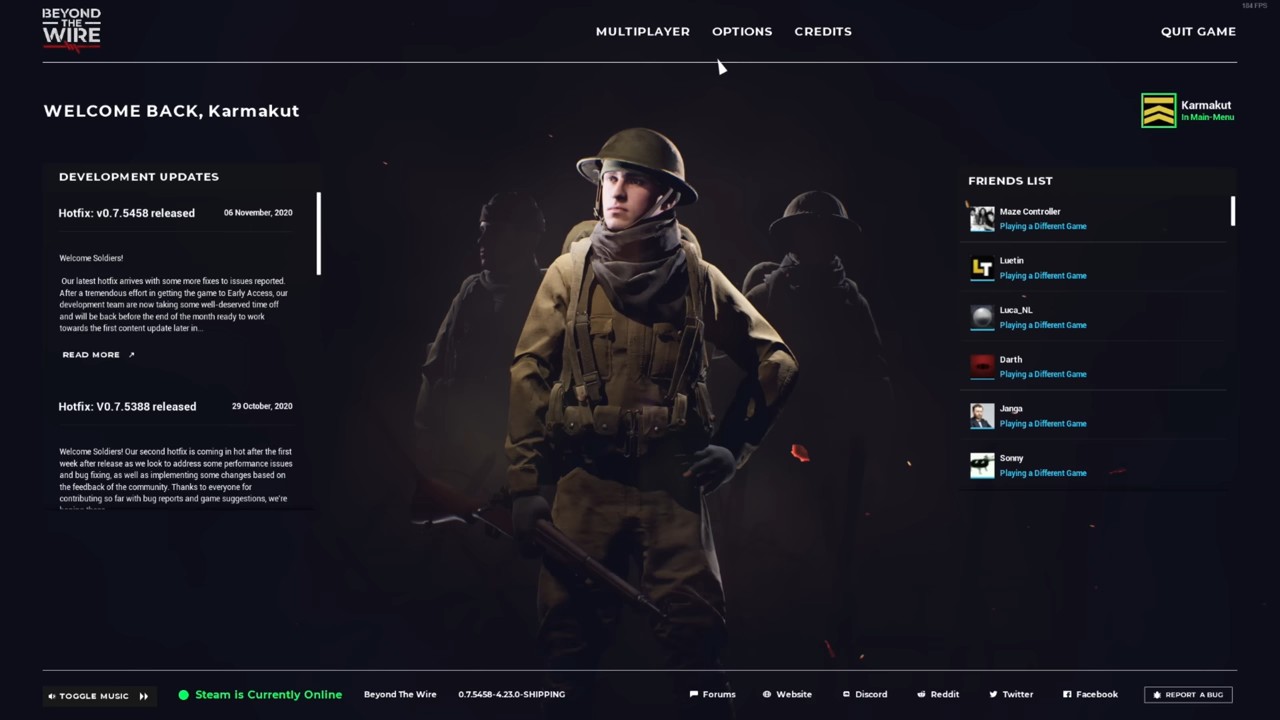 184 FPS
BEYOND
THE
WIRE
MULTIPLAYER OPTIONS CREDITS QUIT GAME
WELCOME BACK, Karmakut
Karmakut
In Main-Menu
DEVELOPMENT UPDATES
Hotfix: v0.7.5458 released 06 November, 2020
Welcome Soldiers!
Our latest hotfix arrives with some more fixes to issues reported.
After a tremendous effort in getting the game to Early Access, our
development team are now taking some well-deserved time off
and will be back before the end of the month ready to work
towards the first content update later in...
READ MORE
Hotfix: V0.7.5388 released 29 October, 2020
Welcome Soldiers! Our second hotfix is coming in hot after the first
week after release as we look to address some performance issues
and bug fixing, as well as implementing some changes based on
the feedback of the community. Thanks to everyone for
contributing so far with bug reports and game suggestions, we're
FRIENDS LIST
Maze Controller
Playing a Different Game
LT
Luetin
Playing a Different Game
Luca_NL
Playing a Different Game
Darth
Playing a Different Game
Janga
Playing a Different Game
Sonny
Playing a Different Game
TOGGLE MUSIC
Steam is Currently Online
Beyond The Wire
0.7.5458-4.23.0-SHIPPING
Forums
Website
Discord
Reddit
Twitter
Facebook
REPORT A BUG